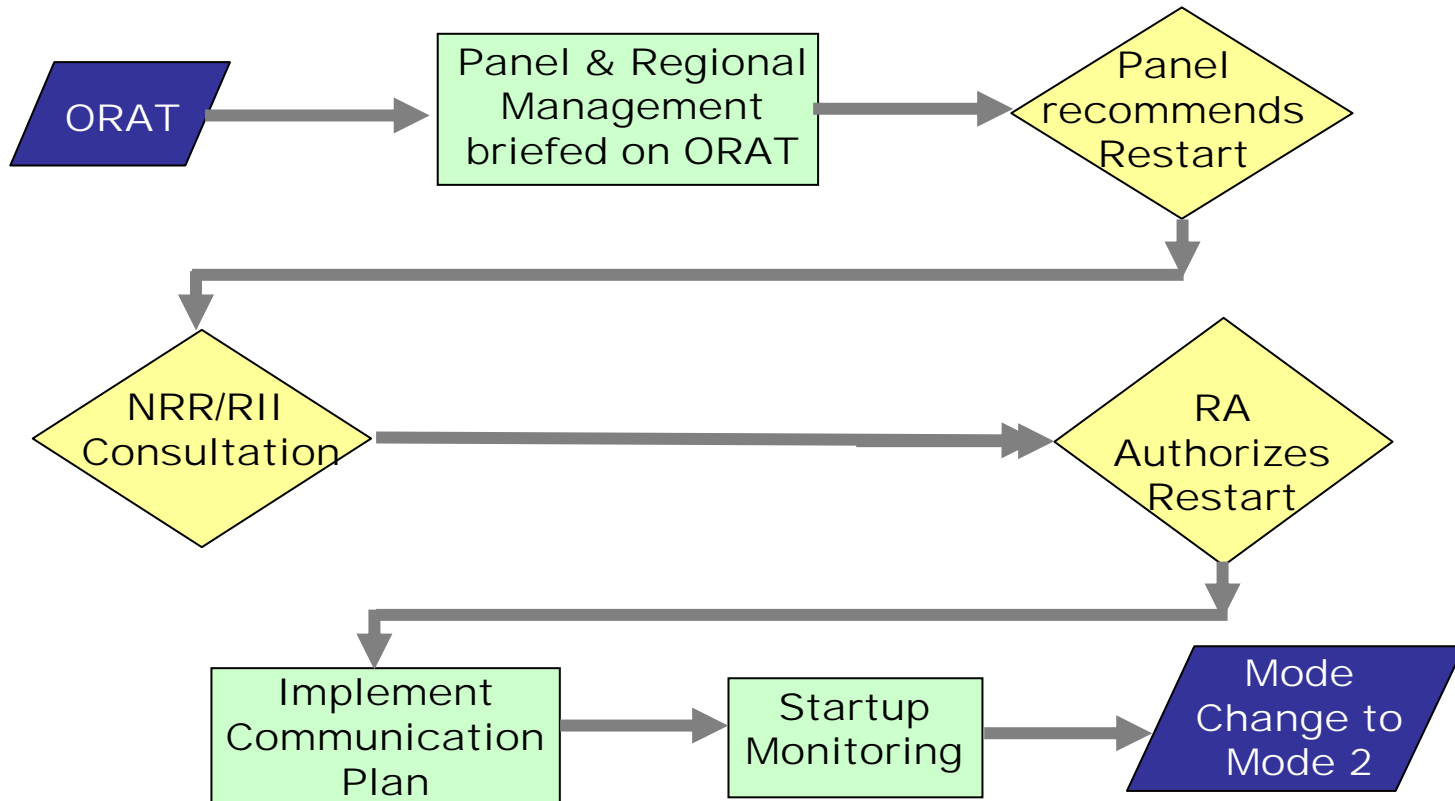 ORAT
Panel & Regional
Management
briefed on ORAT
Panel
recommends
Restart
NRR/RII
Consultation
RA
Authorizes
Restart
Implement
Communication
Plan
Startup
Monitoring
Mode
Change to
Mode 2